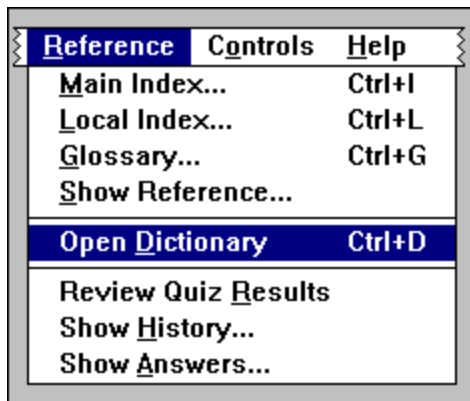 Reference Controls Help
Main Index... Ctrl+I
Local Index... Ctrl+L
Glossary... Ctrl+G
Show Reference...
Open Dictionary Ctrl+D
Review Quiz Results
Show History...
Show Answers...